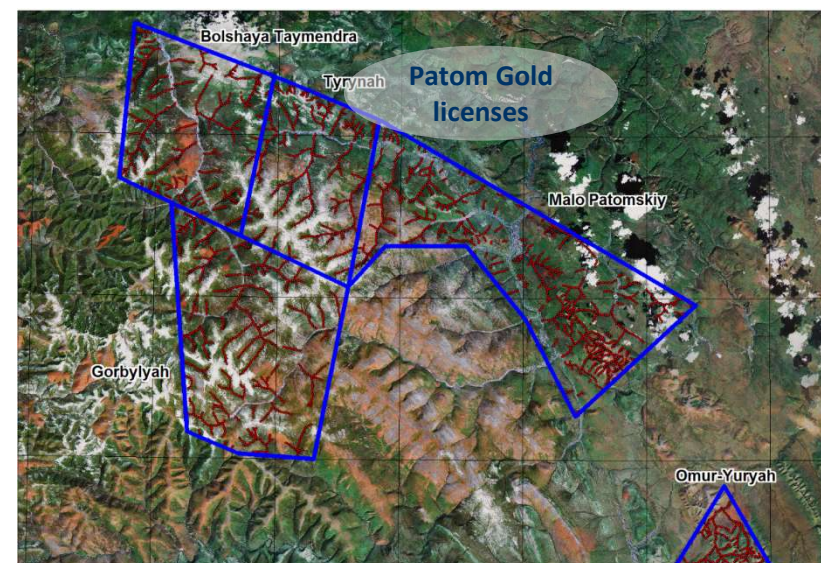 Bolshaya Taymendra
Tyrynah
Patom Gold
licenses
Malo Patomskiy
Gorbylyah
Omur-Yuryah